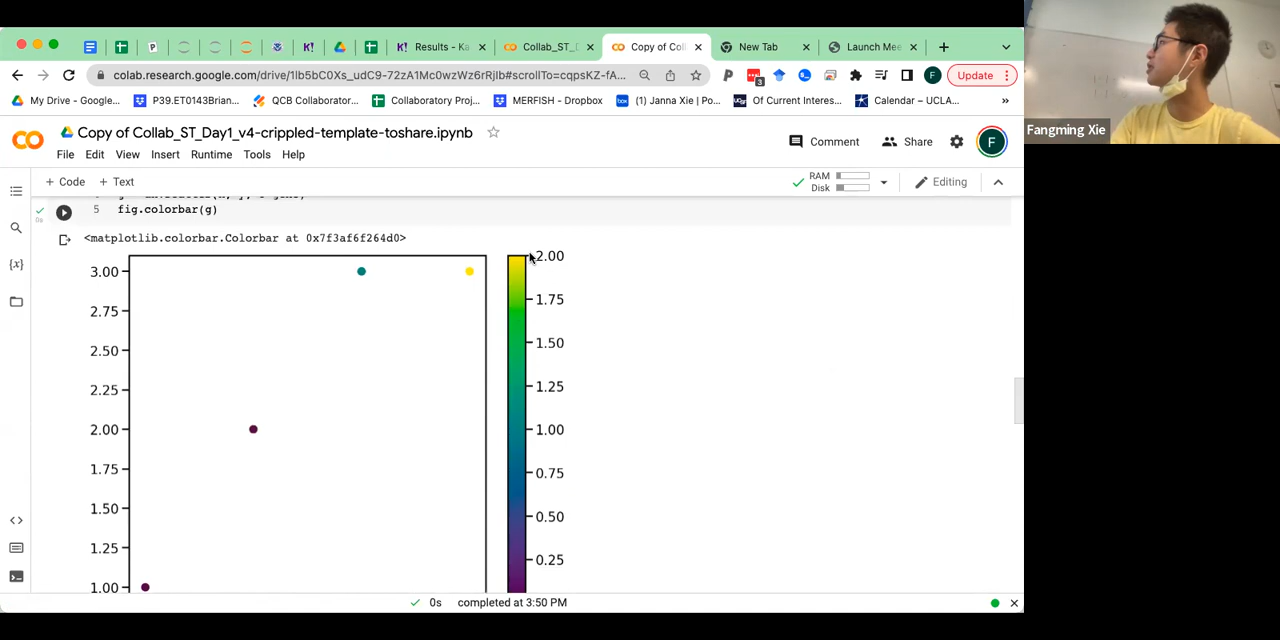 Results - Ka
Collab_ST_D
Copy of Coll
New Tab
Launch Mee
colab.research.google.com/drive/1lb5bC0Xs_udC9-72zA1Mc0wzWz6rRjIb#scrollTo=cqpsKZ-fA...
F
Update
My Drive - Google...
P39.ET0143Brian...
QCB Collaborator...
Collaboratory Proj...
MERFISH - Dropbox
(1) Janna Xie | Po...
Of Current Interes...
Calendar – UCLA...
»
Copy of Collab_ST_Day1_v4-crippled-template-toshare.ipynb
Comment
Share
F
File Edit View Insert Runtime Tools Help
+ Code + Text
RAM
Disk
Editing
0s
5 fig.colorbar(g)
<matplotlib.colorbar.Colorbar at 0x7f3af6f264d0>
3.00
2.75
2.50
2.25
2.00
1.75
1.50
1.25
1.00
2.00
1.75
1.50
1.25
1.00
0.75
0.50
0.25
0s completed at 3:50 PM
Fangming Xie